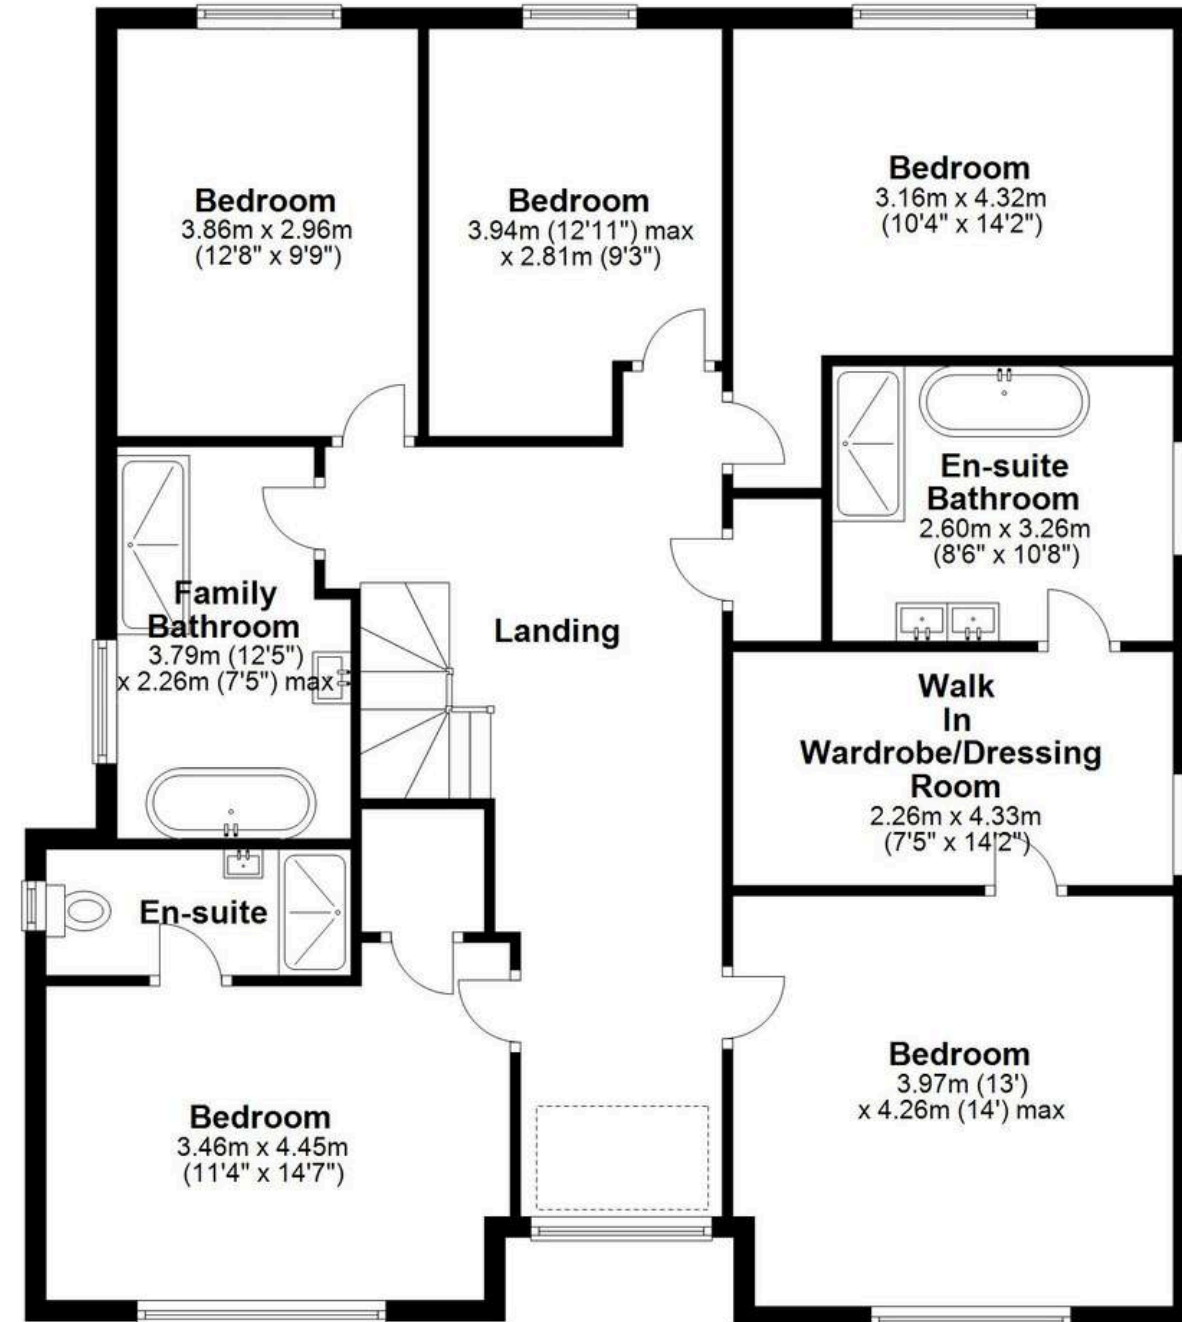 Bedroom
3.86m x 2.96m
(12'8" x 9'9")
Bedroom
3.94m (12'11") max
x 2.81m (9'3")
Bedroom
3.16m x 4.32m
(10'4" x 14'2")
En-suite
Bathroom
2.60m x 3.26m
(8'6" x 10'8")
Family
Bathroom
3.79m (12'5")
x 2.26m (7'5") max
Landing
Walk
In
Wardrobe/Dressing
Room
2.26m x 4.33m
(7'5" x 14'2")
En-suite
Bedroom
3.46m x 4.45m
(11'4" x 14'7")
Bedroom
3.97m (13')
x 4.26m (14') max